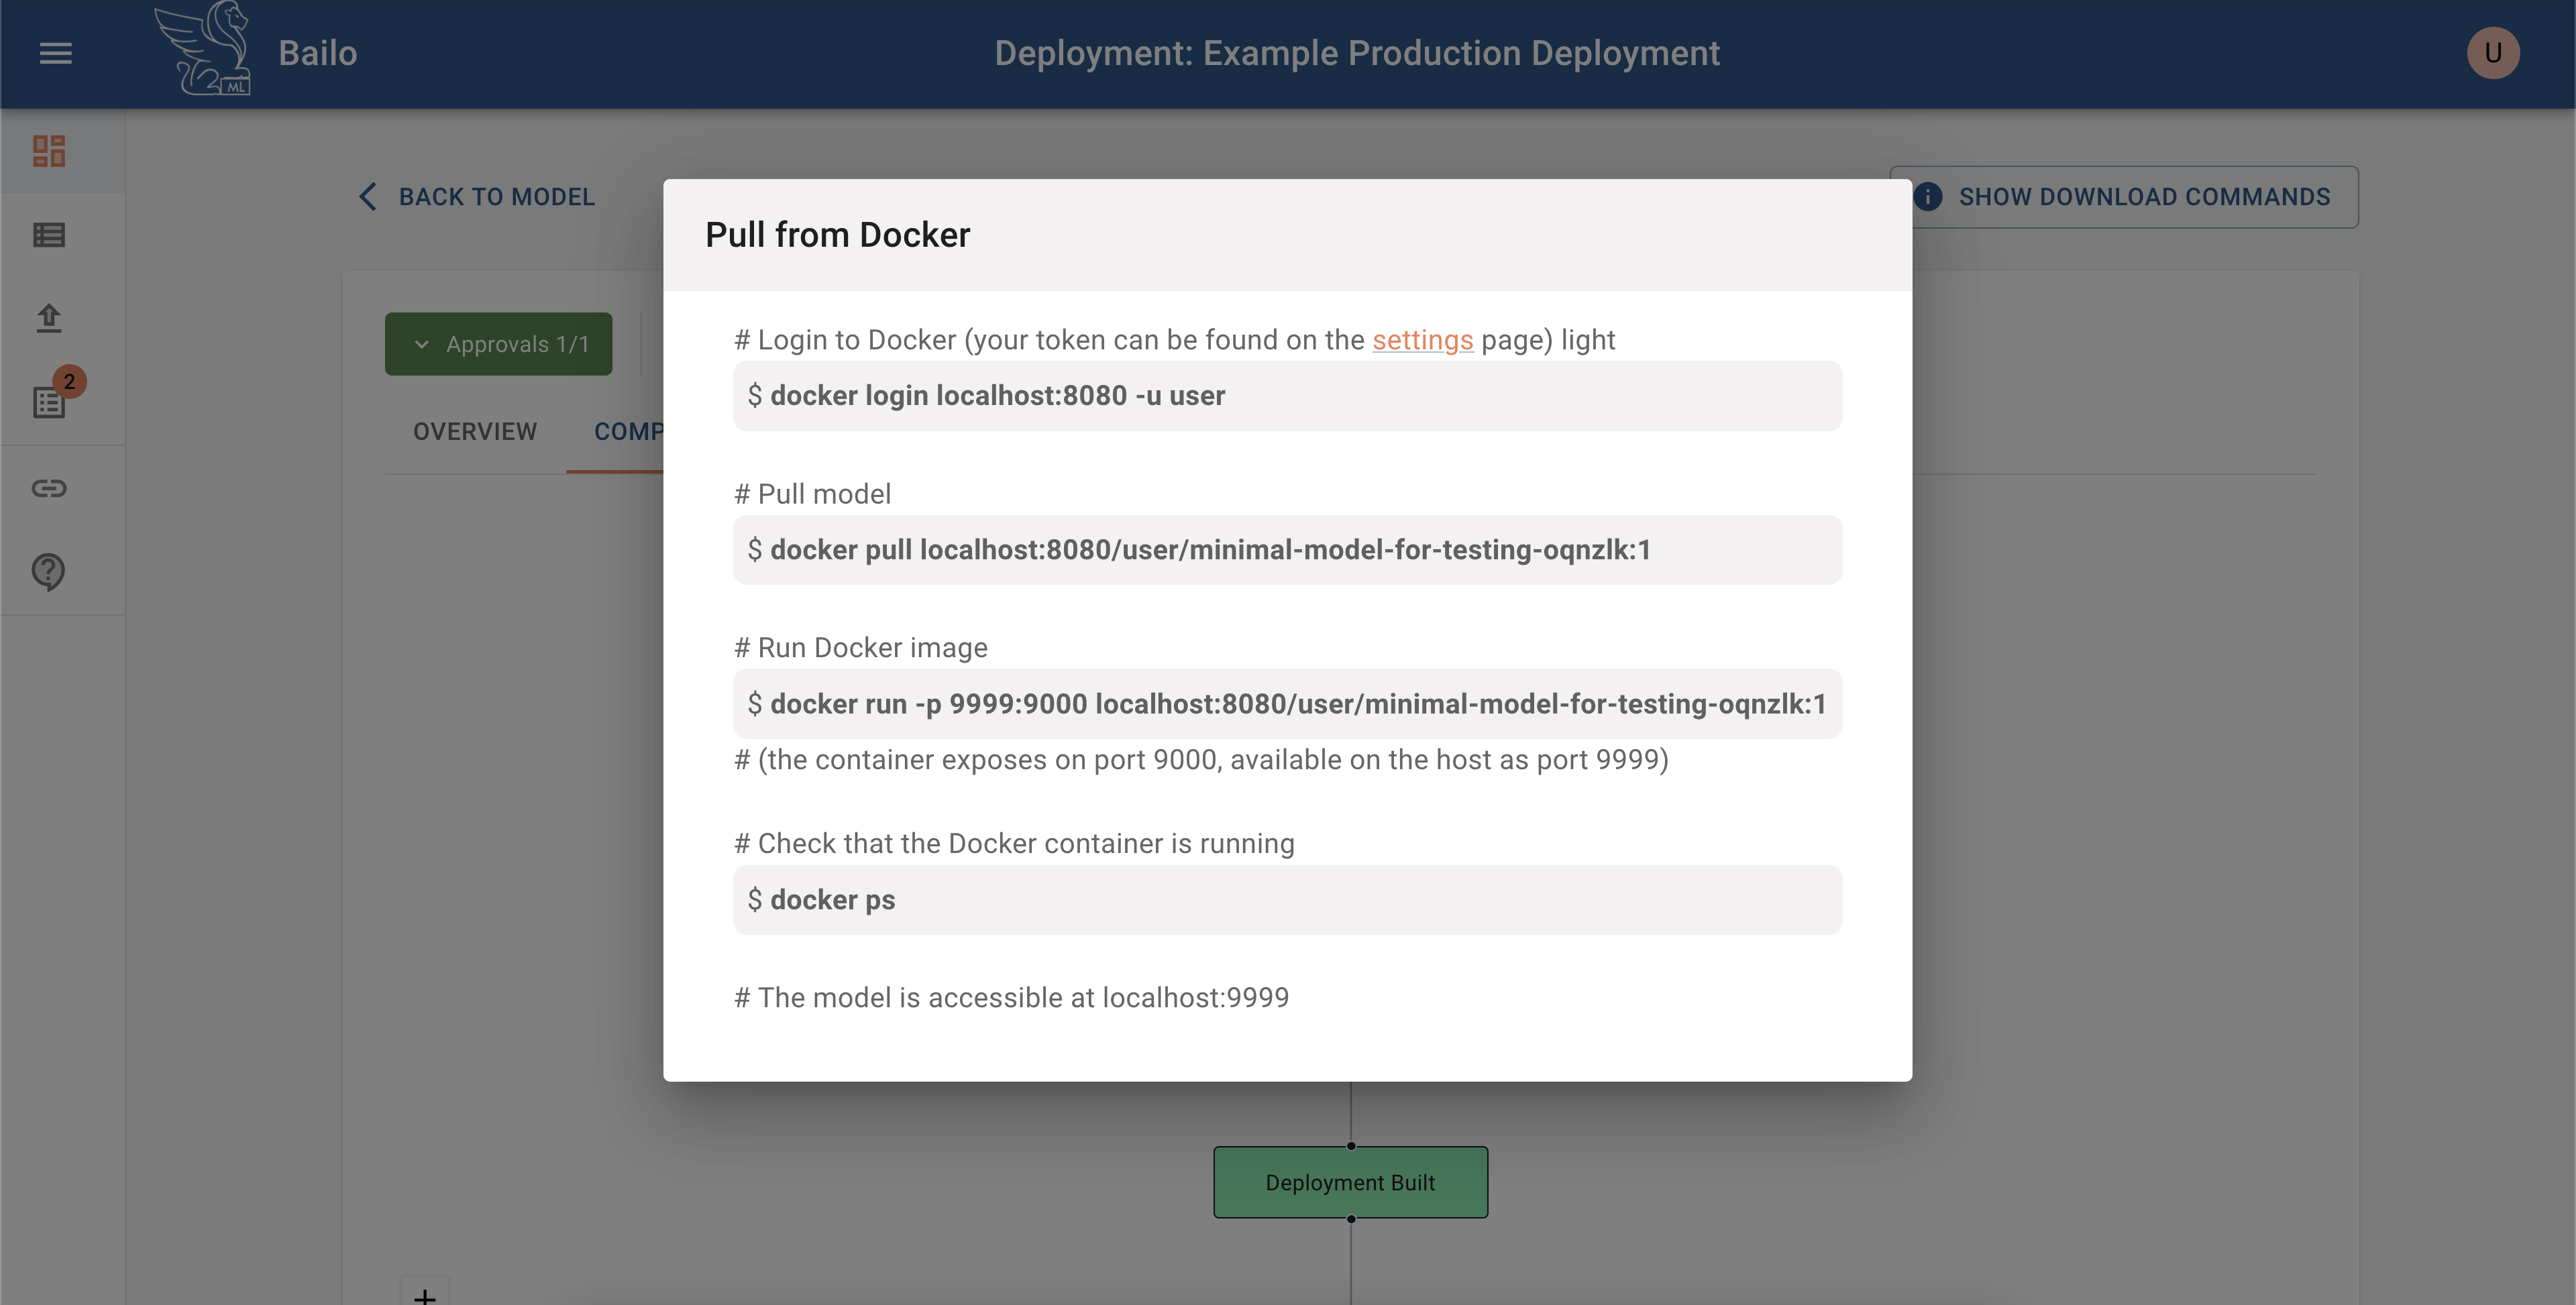 Bailo
ML
Deployment: Example Production Deployment
U
BACK TO MODEL
i SHOW DOWNLOAD COMMANDS
Approvals 1/1
2
OVERVIEW
COMP
Pull from Docker
# Login to Docker (your token can be found on the settings page) light
$ docker login localhost:8080 -u user
# Pull model
$ docker pull localhost:8080/user/minimal-model-for-testing-oqnzlk:1
# Run Docker image
$ docker run -p 9999:9000 localhost:8080/user/minimal-model-for-testing-oqnzlk:1
# (the container exposes on port 9000, available on the host as port 9999)
# Check that the Docker container is running
$ docker ps
# The model is accessible at localhost:9999
Deployment Built
+